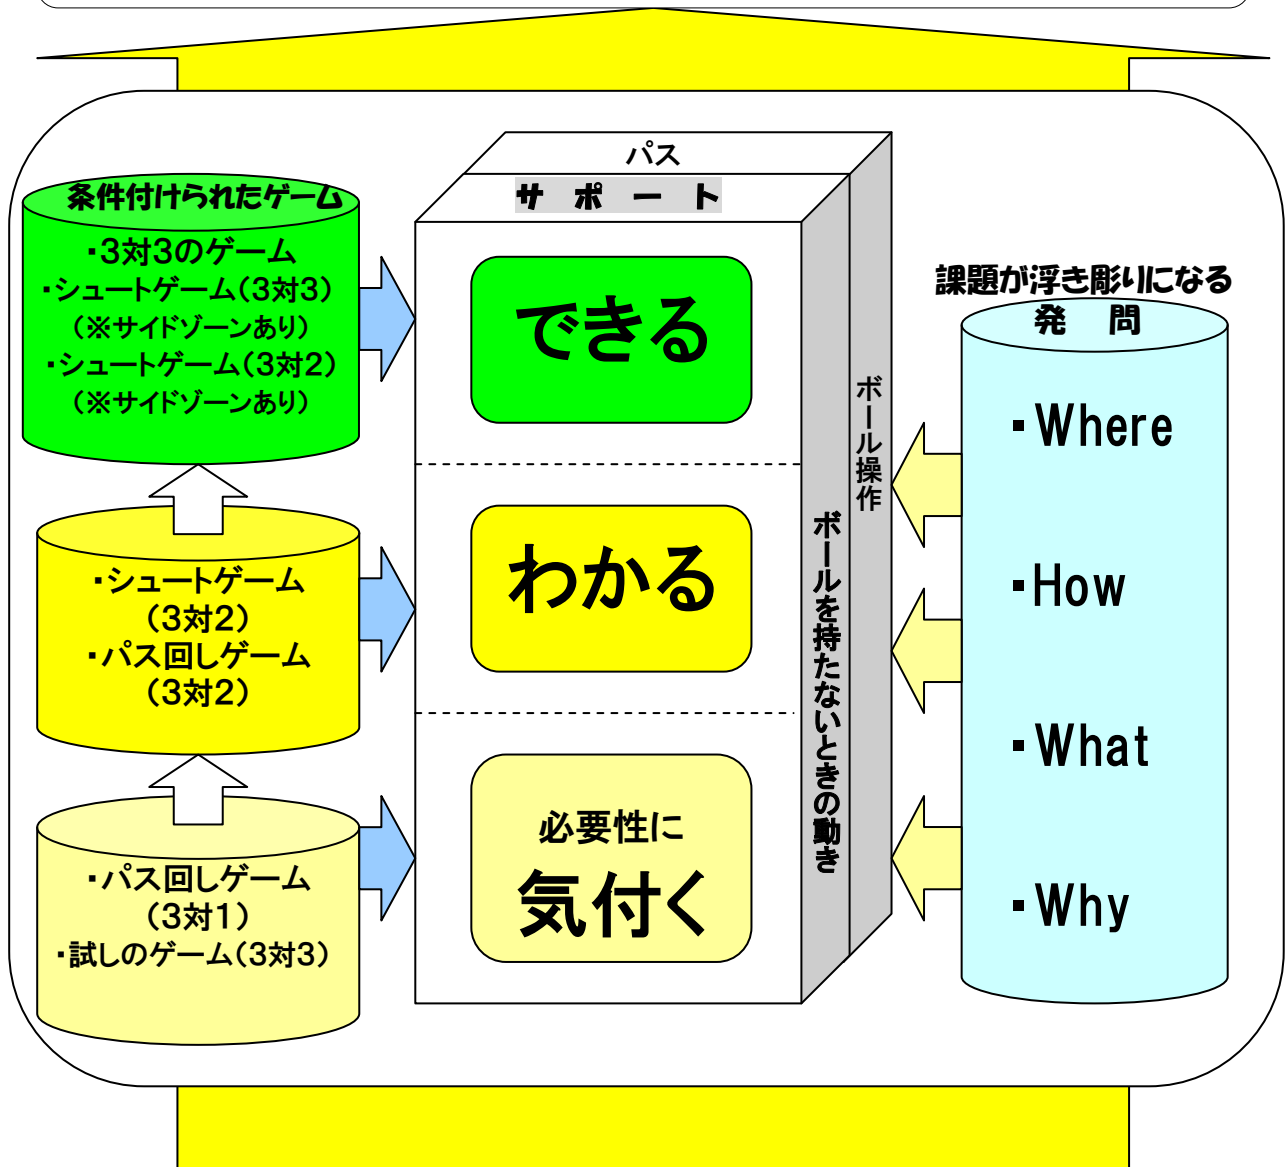 条件付けられたゲーム
・3対3のゲーム
・シュートゲーム(3対3)
(※サイドゾーンあり)
・シュートゲーム(3対2)
(※サイドゾーンあり)
・シュートゲーム
(3対2)
・パス回しゲーム
(3対2)
・パス回しゲーム
(3対1)
・試しのゲーム(3対3)
パス
サポート
できる
わかる
必要性に
気付く
ボール操作
ボールを持たないときの動き
課題が浮き彫りになる
発 問
・Where
・How
・What
・Why